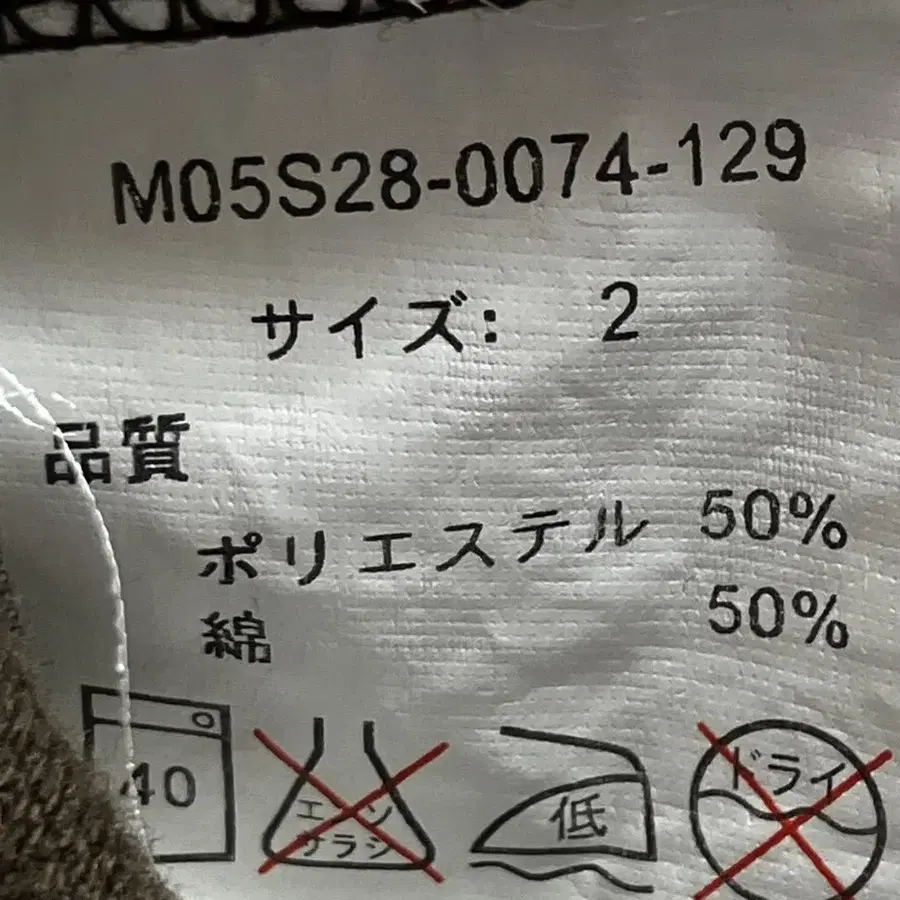 M05S28-0074-129
サイズ: 2
品質
ポリエステル 50%
綿 50%
40
エンソ
サラシ
低
ドライ